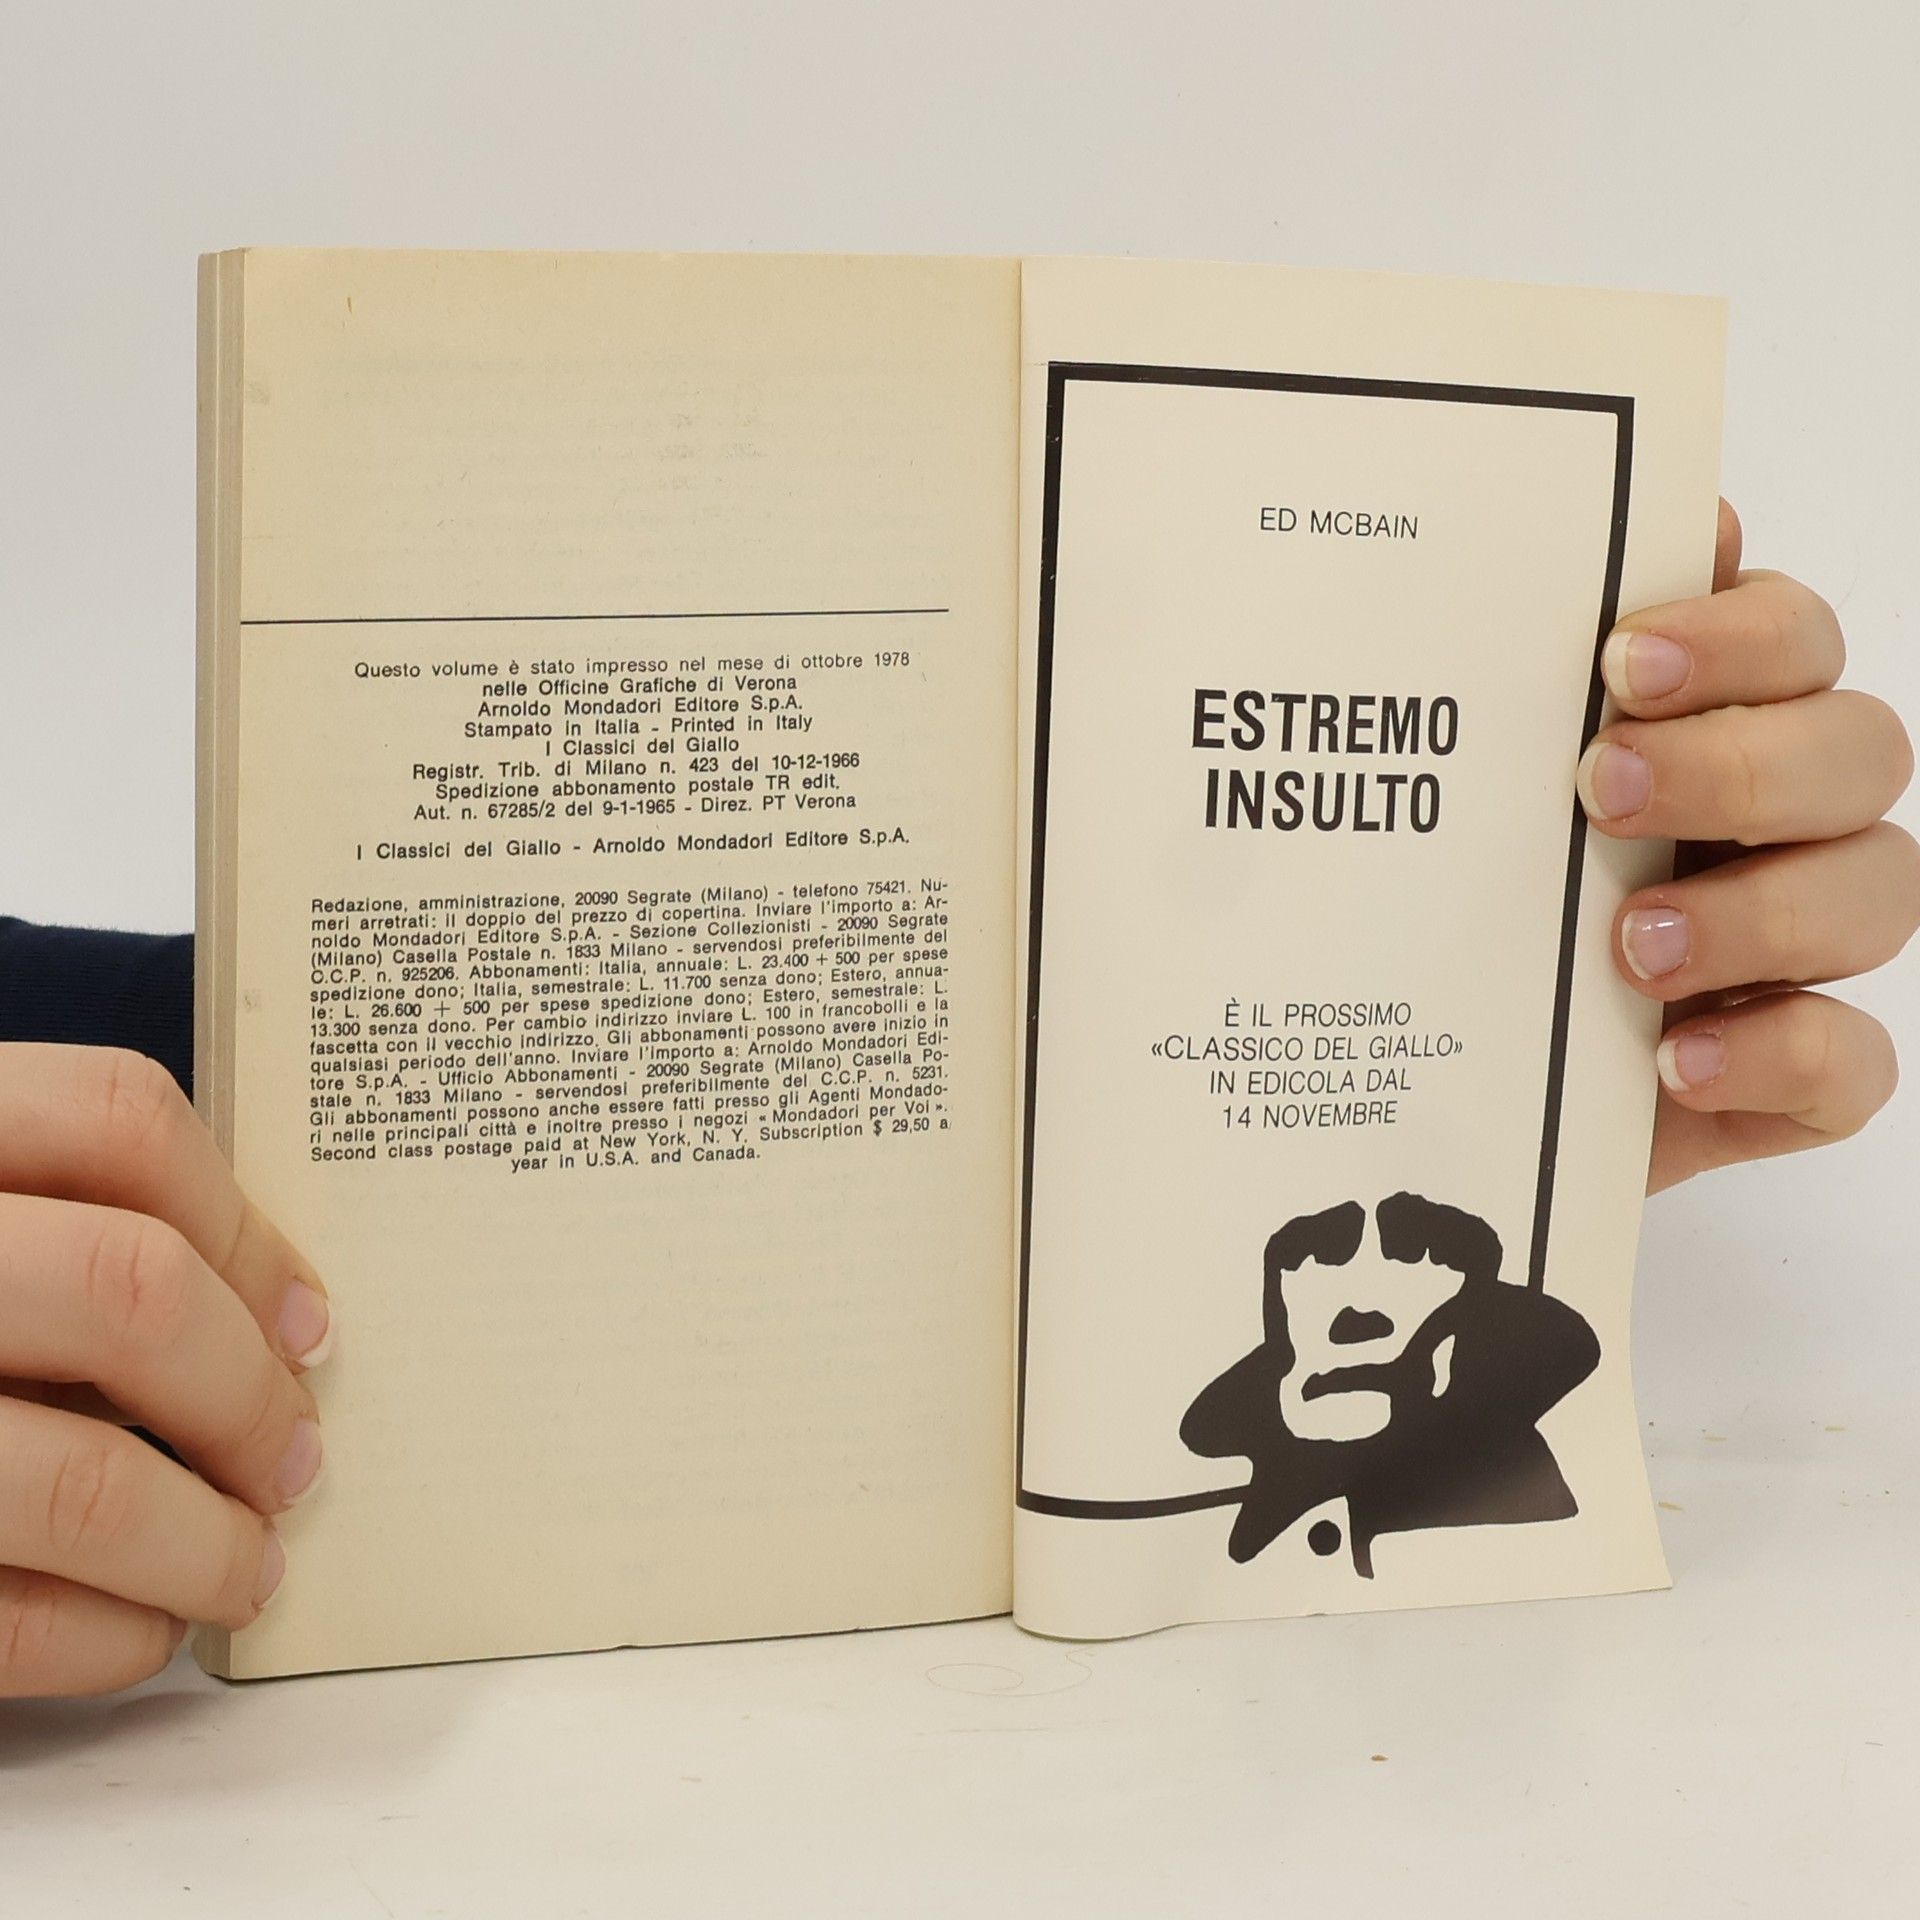 Questo volume è stato impresso nel mese di ottobre 1978
nelle Officine Grafiche di Verona
Arnoldo Mondadori Editore S.p.A.
Stampato in Italia - Printed in Italy
I Classici del Giallo
Registr. Trib. di Milano n. 423 del 10-12-1966
Spedizione abbonamento postale TR edit.
Aut. n. 67285/2 del 9-1-1965 - Direz. PT Verona
I Classici del Giallo - Arnoldo Mondadori Editore S.p.A.
Redazione, amministrazione, 20090 Segrate (Milano) - telefono 75421. Nu-
meri arretrati: il doppio del prezzo di copertina. Inviare l'importo a: Ar-
noldo Mondadori Editore S.p.A. - Sezione Collezionisti - 20090 Segrate
(Milano) Casella Postale n. 1833 Milano - servendosi preferibilmente del
C.C.P. n. 925206. Abbonamenti: Italia, annuale: L. 23.400 + 500 per spese
spedizione dono; Italia, semestrale: L. 11.700 senza dono; Estero, annua-
le: L. 26.600 + 500 per spese spedizione dono; Estero, semestrale: L.
13.300 senza dono. Per cambio indirizzo inviare L. 100 in francobolli e la
fascetta con il vecchio indirizzo. Gli abbonamenti possono avere inizio in
qualsiasi periodo dell'anno. Inviare l'importo a: Arnoldo Mondadori Edi-
tore S.p.A. - Ufficio Abbonamenti - 20090 Segrate (Milano) Casella Po-
stale n. 1833 Milano - servendosi preferibilmente del C.C.P. n. 5231.
Gli abbonamenti possono anche essere fatti presso gli Agenti Mondado-
ri nelle principali città e inoltre presso i negozi « Mondadori per Voi ».
Second class postage paid at New York, N. Y. Subscription $ 29,50 a
year in U.S.A. and Canada.
ED MCBAIN
ESTREMO
INSULTO
È IL PROSSIMO
«CLASSICO DEL GIALLO»
IN EDICOLA DAL
14 NOVEMBRE